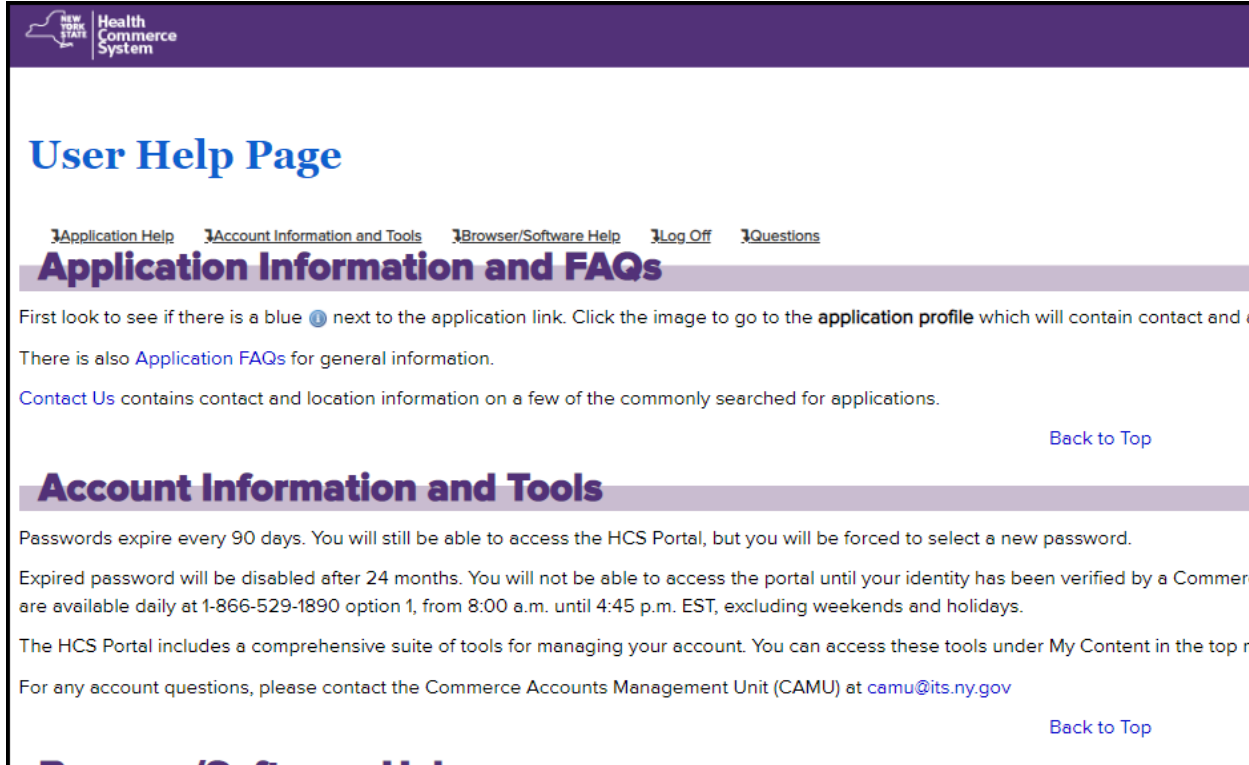 NEW
YORK
STATE
Health
Commerce
System
User Help Page
Application Help Account Information and Tools Browser/Software Help Log Off Questions
Application Information and FAQs
First look to see if there is a blue next to the application link. Click the image to go to the application profile which will contain contact and
There is also Application FAQs for general information.
Contact Us contains contact and location information on a few of the commonly searched for applications.
Back to Top
Account Information and Tools
Passwords expire every 90 days. You will still be able to access the HCS Portal, but you will be forced to select a new password.
Expired password will be disabled after 24 months. You will not be able to access the portal until your identity has been verified by a
are available daily at 1-866-529-1890 option 1, from 8:00 a.m. until 4:45 p.m. EST, excluding weekends and holidays.
The HCS Portal includes a comprehensive suite of tools for managing your account. You can access these tools under My Content in the top
For any account questions, please contact the Commerce Accounts Management Unit (CAMU) at camu@its.ny.gov
Back to Top